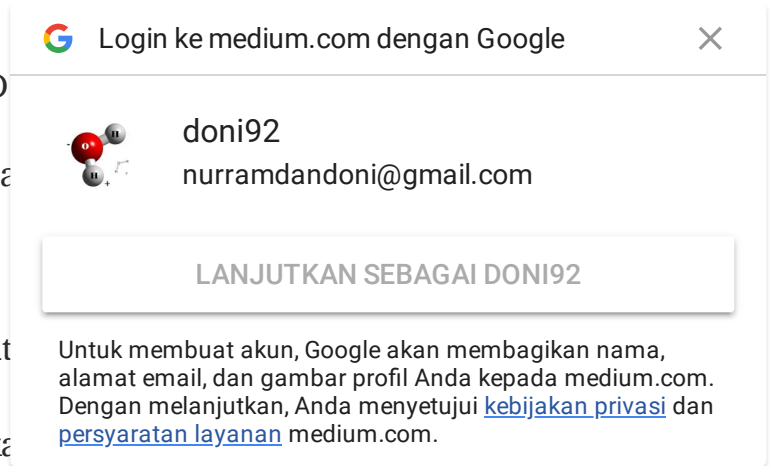 Login ke medium.com dengan Google
doni92
nurramdandoni@gmail.com
LANJUTKAN SEBAGAI DONI92
Untuk membuat akun, Google akan membagikan nama,
alamat email, dan gambar profil Anda kepada medium.com.
Dengan melanjutkan, Anda menyetujui kebijakan privasi dan
persyaratan layanan medium.com.